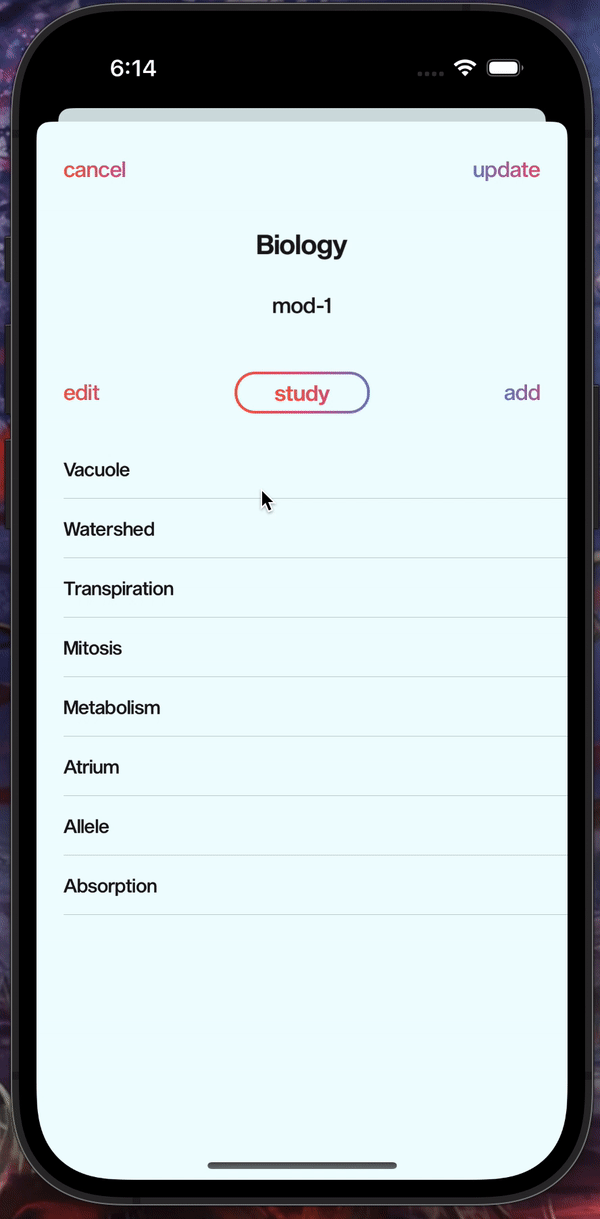 6:14
cancel update
Biology
mod-1
edit study add
Vacuole
Watershed
Transpiration
Mitosis
Metabolism
Atrium
Allele
Absorption